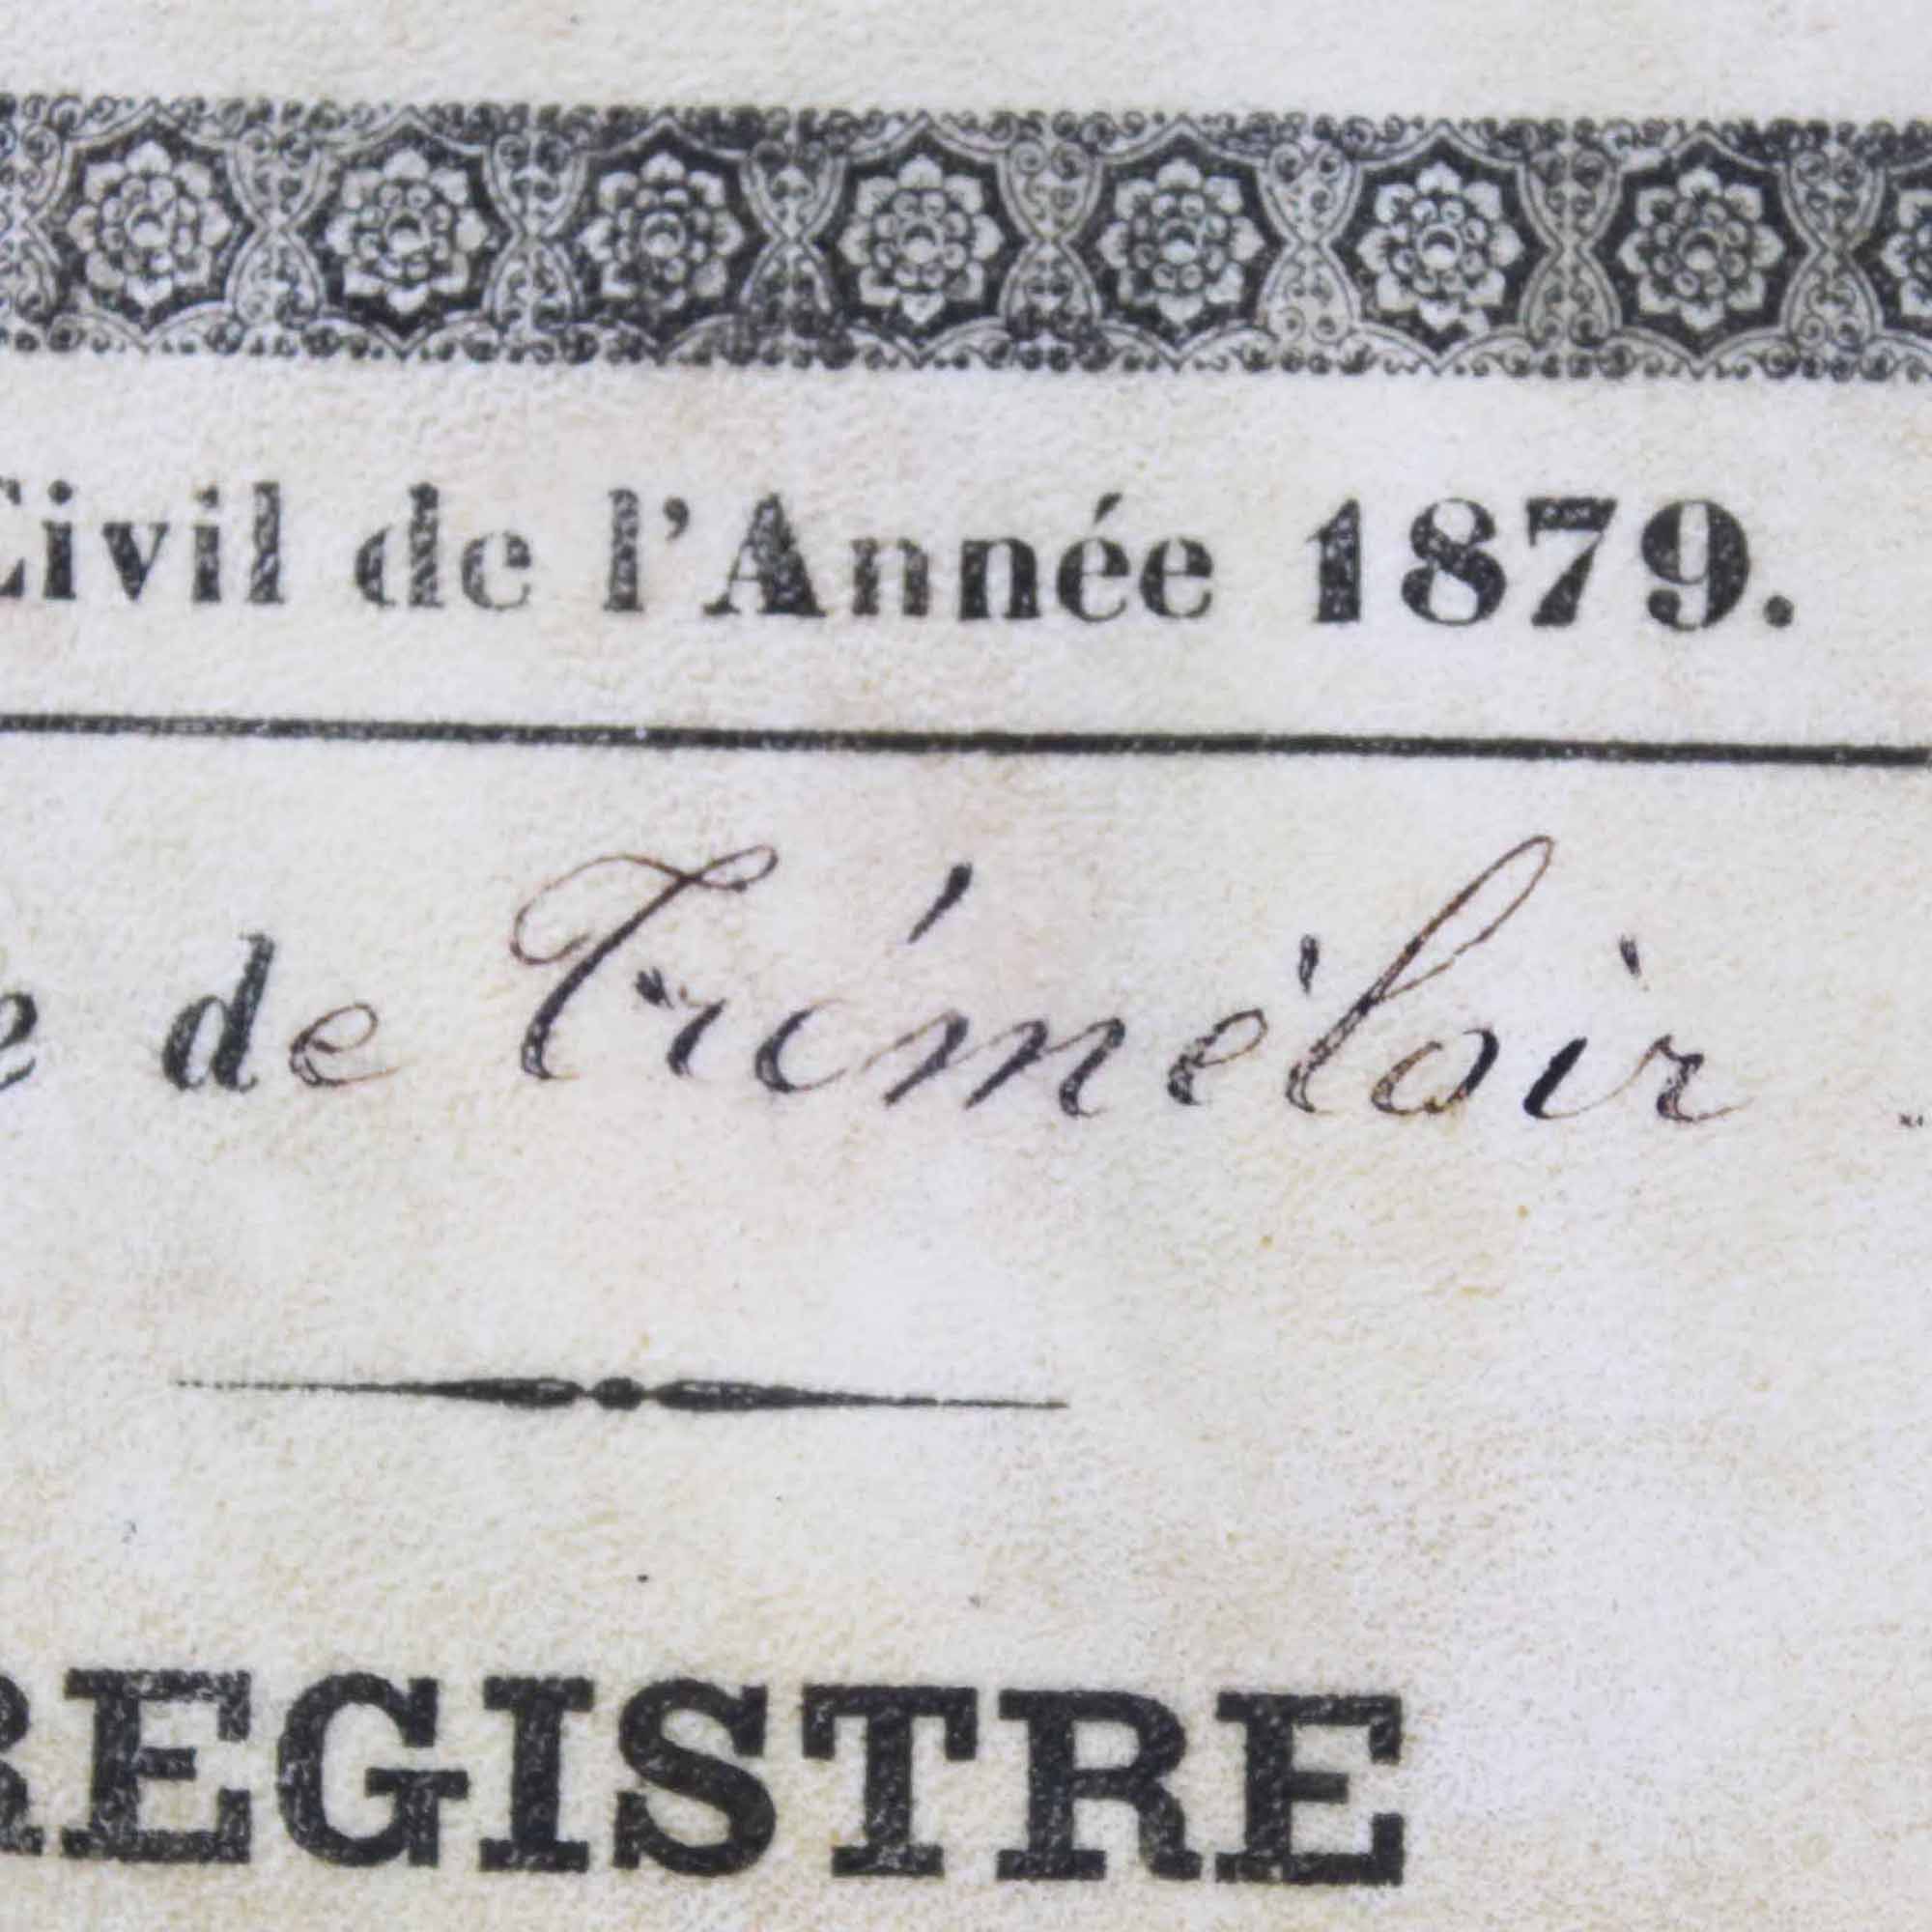 Civil de l'Année 1879.
e de Tréméloir.
REGISTRE